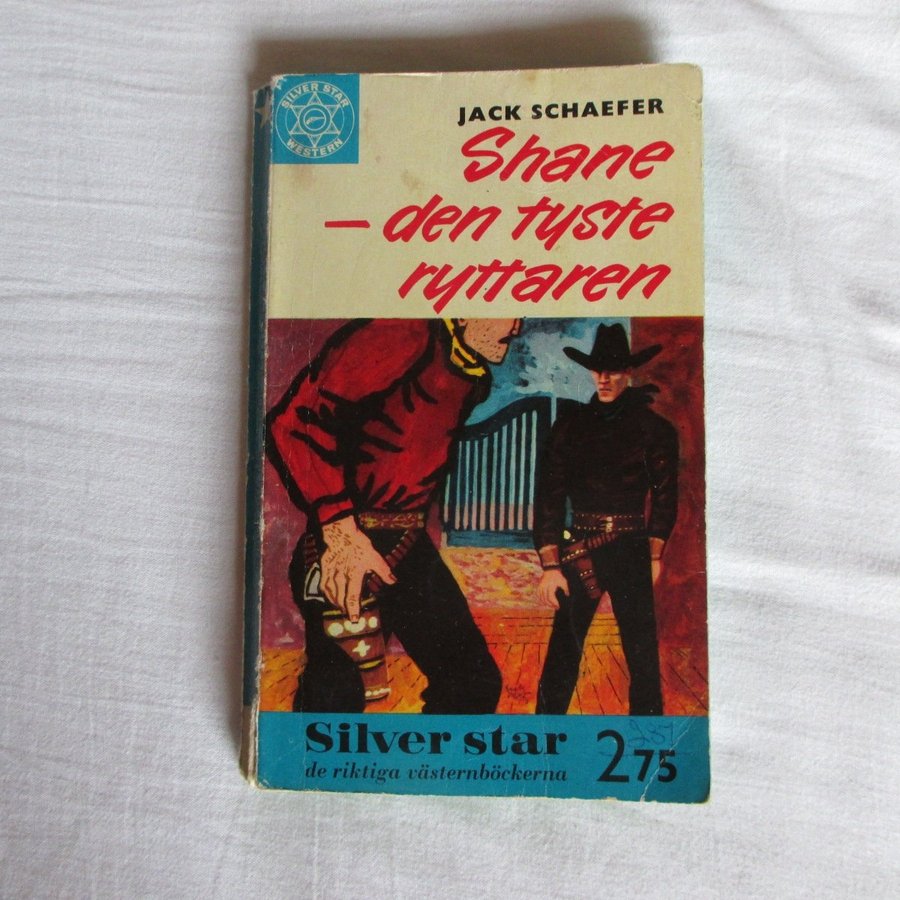 SILVER STAR
WESTERN
JACK SCHAEFER
Shane
– den tyste
ryttaren
Silver star
de riktiga västernböckerna
2 75